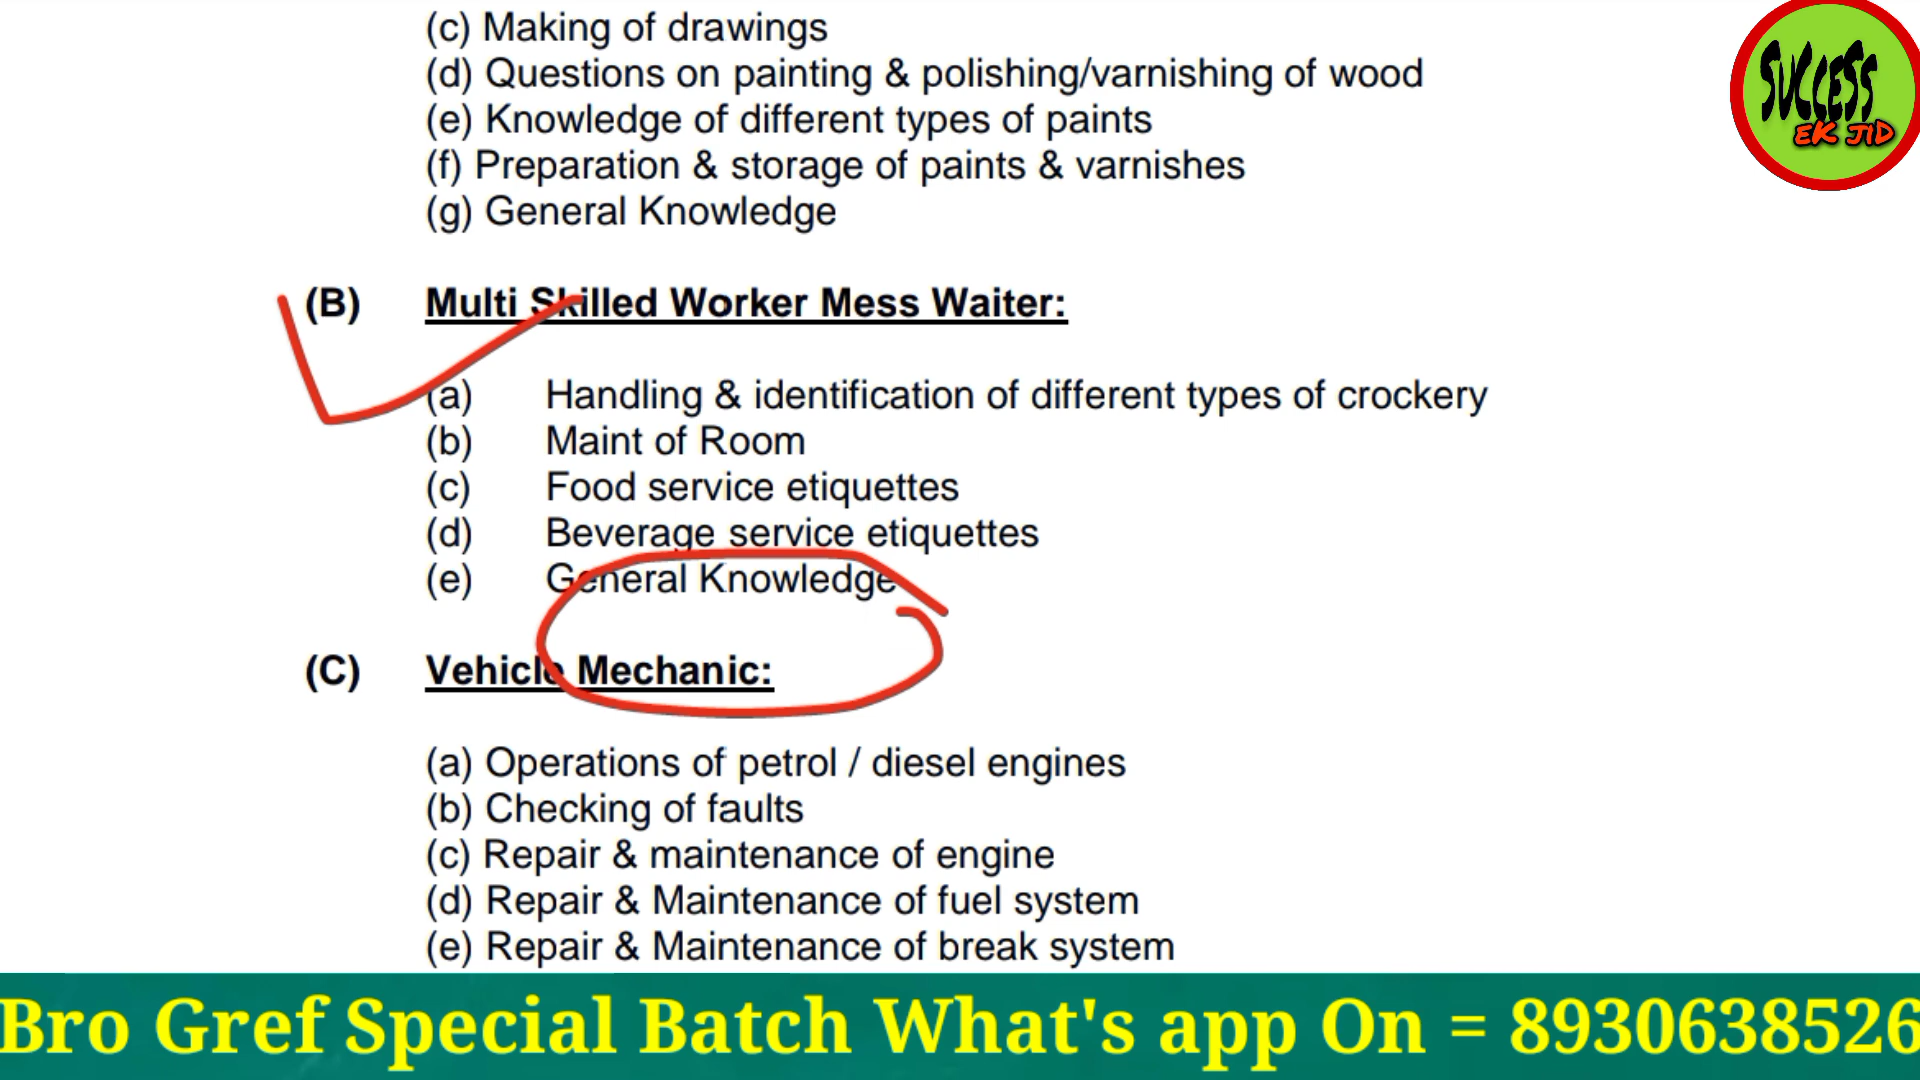 (c) Making of drawings
(d) Questions on painting & polishing/varnishing of wood
(e) Knowledge of different types of paints
(f) Preparation & storage of paints & varnishes
(g) General Knowledge
SUCCESS
EK JID
(B) Multi Skilled Worker Mess Waiter:
(a) Handling & identification of different types of crockery
(b) Maint of Room
(c) Food service etiquettes
(d) Beverage service etiquettes
(e) General Knowledge
(C) Vehicle Mechanic:
(a) Operations of petrol / diesel engines
(b) Checking of faults
(c) Repair & maintenance of engine
(d) Repair & Maintenance of fuel system
(e) Repair & Maintenance of break system
Bro Gref Special Batch What's app On = 8930638526